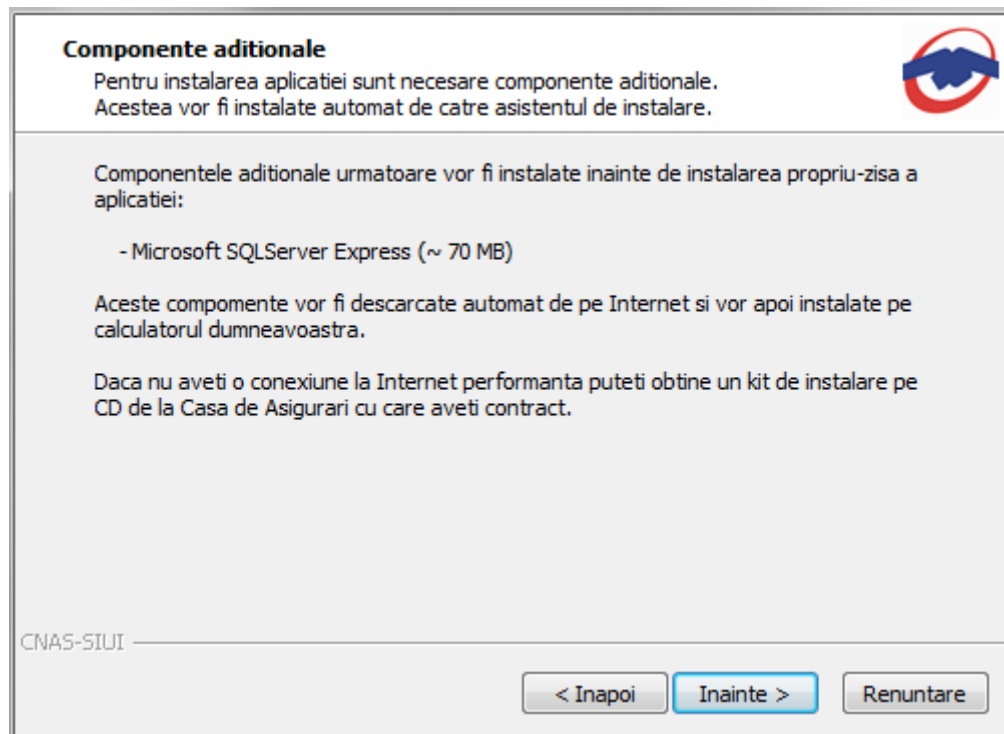 Componente aditionale
Pentru instalarea aplicatiei sunt necesare componente aditionale.
Acestea vor fi instalate automat de catre asistentul de instalare.
Componentele aditionale urmatoare vor fi instalate inainte de instalarea propriu-zisa a
aplicatiei:
- Microsoft SQLServer Express (~ 70 MB)
Aceste compomente vor fi descarcate automat de pe Internet si vor apoi instalate pe
calculatorul dumneavoastra.
Daca nu aveti o conexiune la Internet performanta puteti obtine un kit de instalare pe
CD de la Casa de Asigurari cu care aveti contract.
CNAS-SIUI
< Inapoi
Inainte >
Renuntare